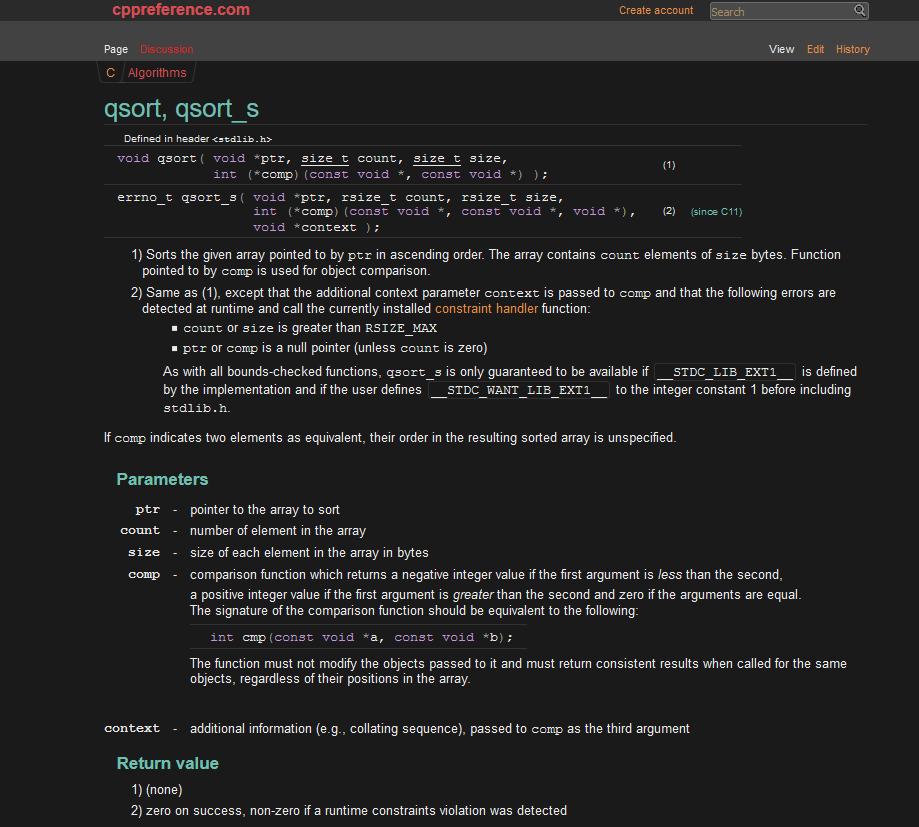 cppreference.com
Create account
Search
Page Discussion
View Edit History
C Algorithms
qsort, qsort_s
Defined in header <stdlib.h>
void qsort( void *ptr, size_t count, size_t size,
int (*comp)(const void *, const void *) );
(1)
errno_t qsort_s( void *ptr, rsize_t count, rsize_t size,
int (*comp)(const void *, const void *, void *),
void *context );
(2) (since C11)
1) Sorts the given array pointed to by ptr in ascending order. The array contains count elements of size bytes. Function
pointed to by comp is used for object comparison.
2) Same as (1), except that the additional context parameter context is passed to comp and that the following errors are
detected at runtime and call the currently installed constraint handler function:
▪ count or size is greater than RSIZE_MAX
▪ ptr or comp is a null pointer (unless count is zero)
As with all bounds-checked functions, qsort_s is only guaranteed to be available if __STDC_LIB_EXT1__ is defined
by the implementation and if the user defines __STDC_WANT_LIB_EXT1__ to the integer constant 1 before including
stdlib.h.
If comp indicates two elements as equivalent, their order in the resulting sorted array is unspecified.
Parameters
ptr - pointer to the array to sort
count - number of element in the array
size - size of each element in the array in bytes
comp - comparison function which returns a negative integer value if the first argument is less than the second,
a positive integer value if the first argument is greater than the second and zero if the arguments are equal.
The signature of the comparison function should be equivalent to the following:
int cmp(const void *a, const void *b);
The function must not modify the objects passed to it and must return consistent results when called for the same
objects, regardless of their positions in the array.
context - additional information (e.g., collating sequence), passed to comp as the third argument
Return value
1) (none)
2) zero on success, non-zero if a runtime constraints violation was detected